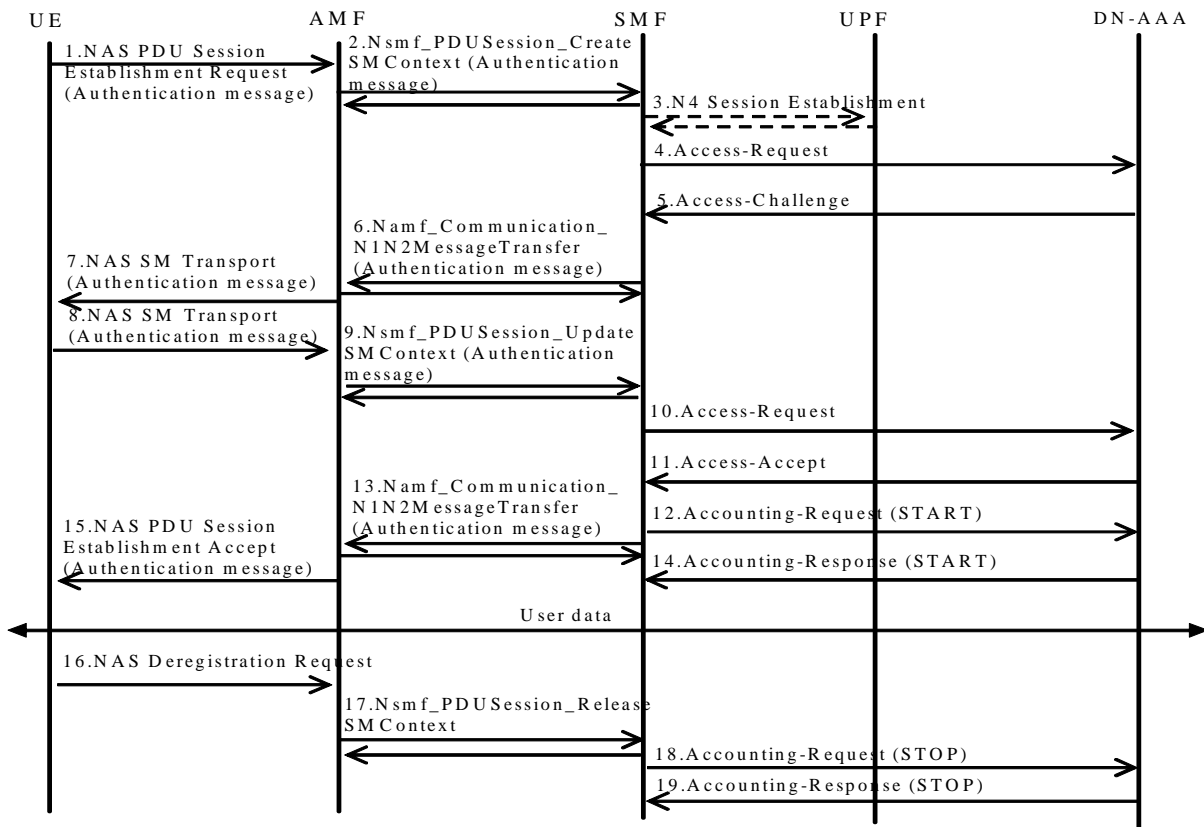 UE
AMF
SMF
UPF
DN-AAA
1.NAS PDU Session
Establishment Request
(Authentication message)
2.Nsmf_PDUSession_Create
SMContext (Authentication
message)
3.N4 Session Establishment
4.Access-Request
5.Access-Challenge
6.Namf_Communication_
N1N2MessageTransfer
(Authentication message)
7.NAS SM Transport
(Authentication message)
8.NAS SM Transport
(Authentication message)
9.Nsmf_PDUSession_Update
SMContext (Authentication
message)
10.Access-Request
11.Access-Accept
13.Namf_Communication_
N1N2MessageTransfer
(Authentication message)
12.Accounting-Request (START)
15.NAS PDU Session
Establishment Accept
(Authentication message)
14.Accounting-Response (START)
User data
16.NAS Deregistration Request
17.Nsmf_PDUSession_Release
SMContext
18.Accounting-Request (STOP)
19.Accounting-Response (STOP)